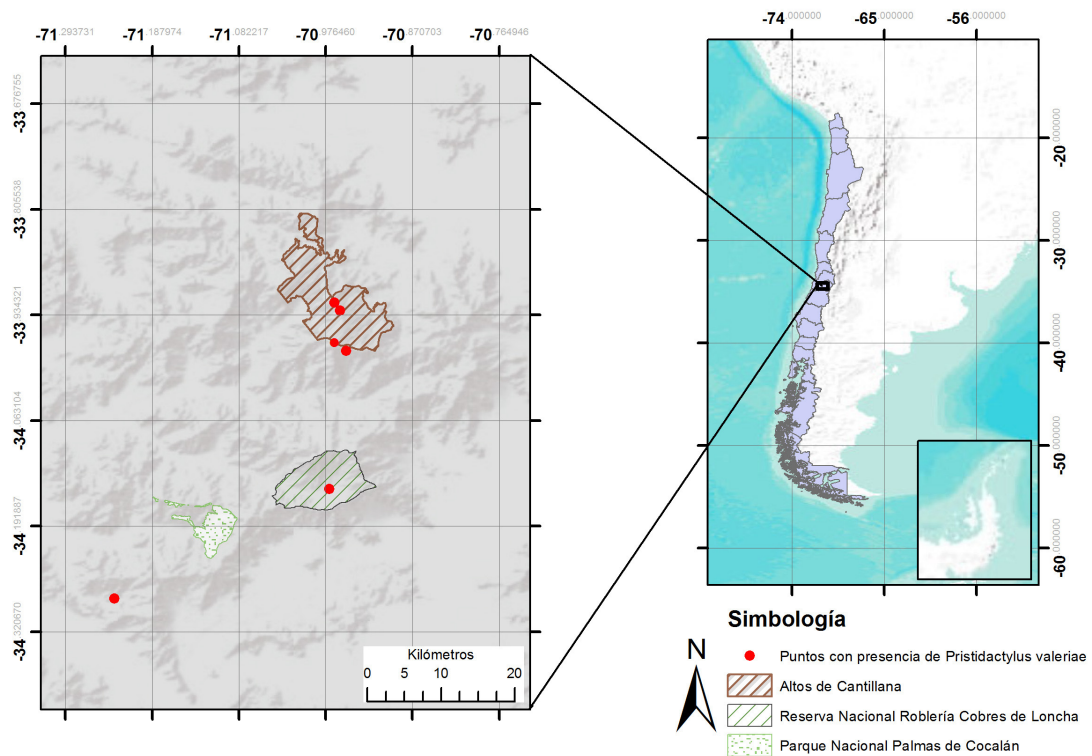 -71.293731 -71.187974 -71.082217 -70.976460 -70.870703 -70.764946
-33.676755
-33.805538
-33.934321
-34.063104
-34.191887
-34.320670
Kilómetros
0 5 10 20
-74.000000 -65.000000 -56.000000
-20.000000
-30.000000
-40.000000
-50.000000
-60.000000
Simbología
N
Puntos con presencia de Pristidactylus valeriae
Altos de Cantillana
Reserva Nacional Roblería Cobres de Loncha
Parque Nacional Palmas de Cocalán